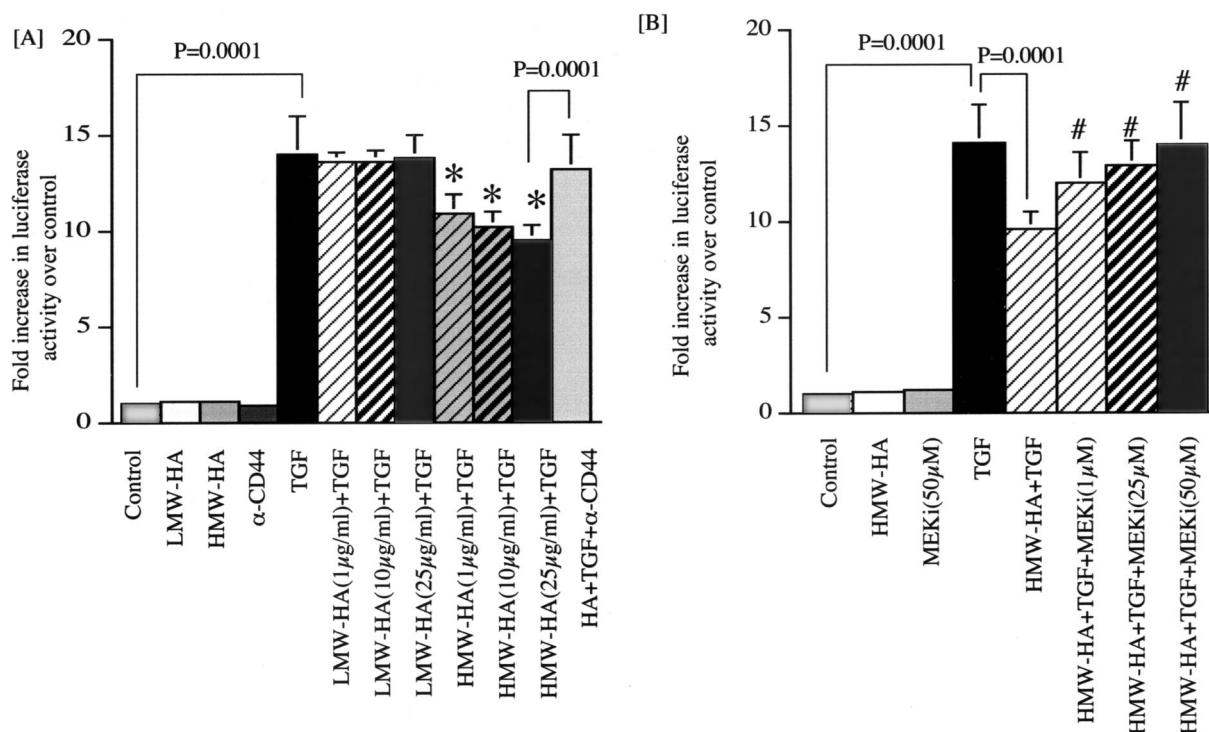 [A]
Fold increase in luciferase
activity over control
20
15
10
5
0
P=0.0001
P=0.0001
*
*
*
Control
LMW-HA
HMW-HA
α-CD44
TGF
LMW-HA(1µg/ml)+TGF
LMW-HA(10µg/ml)+TGF
LMW-HA(25µg/ml)+TGF
HMW-HA(1µg/ml)+TGF
HMW-HA(10µg/ml)+TGF
HMW-HA(25µg/ml)+TGF
HA+TGF+α-CD44
[B]
Fold increase in luciferase
activity over control
20
15
10
5
0
P=0.0001
P=0.0001
#
#
#
Control
HMW-HA
MEKi(50µM)
TGF
HMW-HA+TGF
HMW-HA+TGF+MEKi(1µM)
HMW-HA+TGF+MEKi(25µM)
HMW-HA+TGF+MEKi(50µM)